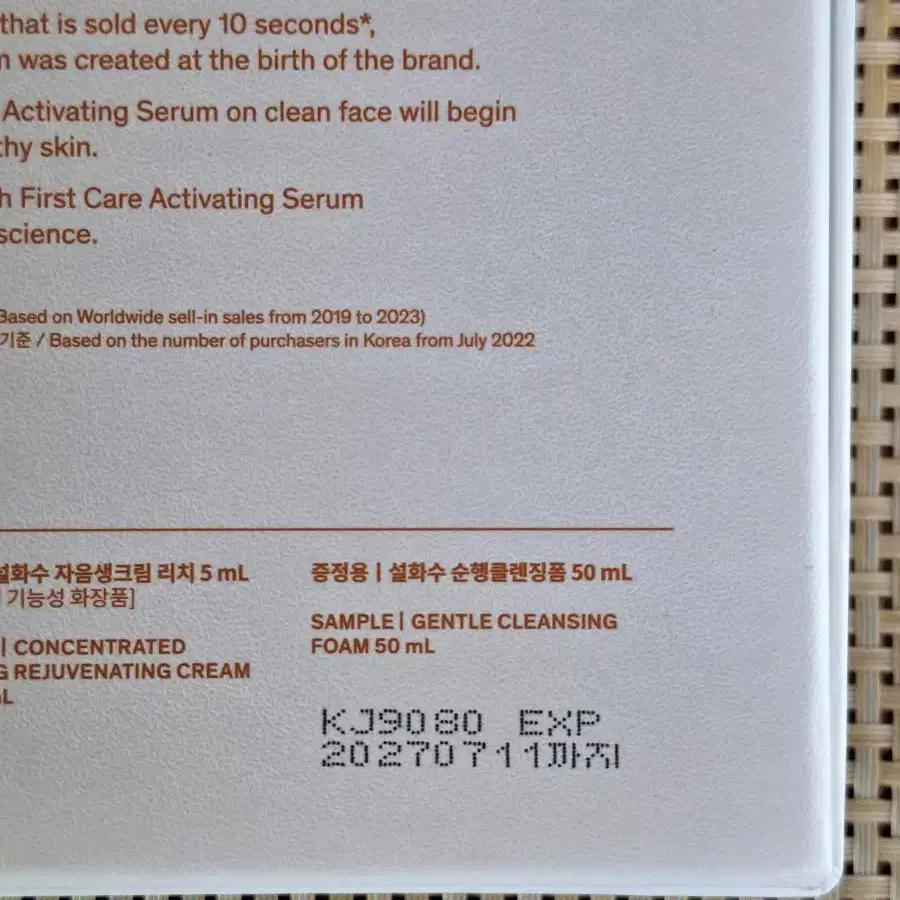 that is sold every 10 seconds*,
was created at the birth of the brand.
Activating Serum on clean face will begin
thy skin.
First Care Activating Serum
science.
Based on Worldwide sell-in sales from 2019 to 2023)
기준 / Based on the number of purchasers in Korea from July 2022
설화수 자음생크림 리치 5 mL
기능성 화장품]
| CONCENTRATED
G REJUVENATING CREAM
mL
증정용 | 설화수 순행클렌징폼 50 mL
SAMPLE | GENTLE CLEANSING
FOAM 50 mL
KJ9080 EXP
20270711까지